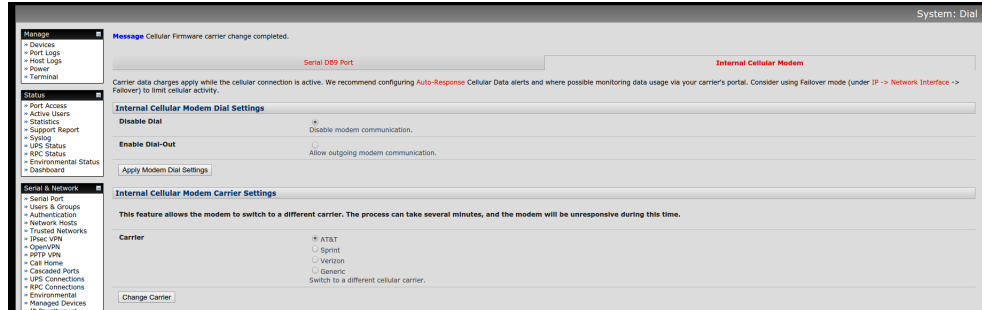 System: Dial
Manage
» Devices
» Port Logs
» Host Logs
» Power
» Terminal
Status
» Port Access
» Active Users
» Statistics
» Support Report
» Syslog
» UPS Status
» RPC Status
» Environmental Status
» Dashboard
Serial & Network
» Serial Port
» Users & Groups
» Authentication
» Network Hosts
» Trusted Networks
» IPsec VPN
» OpenVPN
» PPTP VPN
» Call Home
» Cascaded Ports
» UPS Connections
» RPC Connections
» Environmental
» Managed Devices
Message Cellular Firmware carrier change completed.
Serial DB9 Port
Internal Cellular Modem
Carrier data charges apply while the cellular connection is active. We recommend configuring Auto-Response Cellular Data alerts and where possible monitoring data usage via your carrier's portal. Consider using Failover mode (under IP -> Network Interface ->
Failover) to limit cellular activity.
Internal Cellular Modem Dial Settings
Disable Dial
Disable modem communication.
Enable Dial-Out
Allow outgoing modem communication.
Apply Modem Dial Settings
Internal Cellular Modem Carrier Settings
This feature allows the modem to switch to a different carrier. The process can take several minutes, and the modem will be unresponsive during this time.
Carrier
AT&T
Sprint
Verizon
Generic
Switch to a different cellular carrier.
Change Carrier